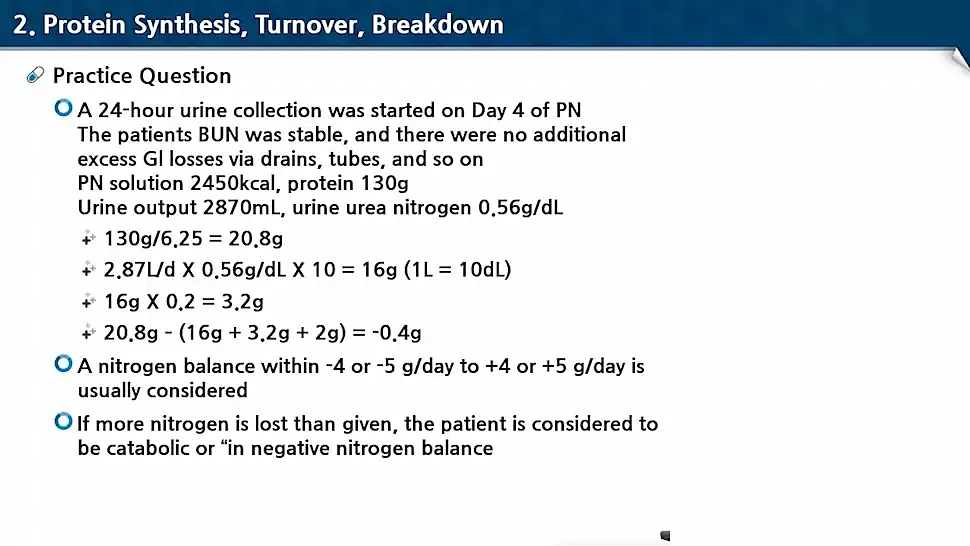 2. Protein Synthesis, Turnover, Breakdown
Practice Question
A 24-hour urine collection was started on Day 4 of PN
The patients BUN was stable, and there were no additional
excess Gl losses via drains, tubes, and so on
PN solution 2450kcal, protein 130g
Urine output 2870mL, urine urea nitrogen 0.56g/dL
130g/6.25 = 20.8g
2.87L/d X 0.56g/dL X 10 = 16g (1L = 10dL)
16g X 0.2 = 3.2g
20.8g - (16g + 3.2g + 2g) = -0.4g
A nitrogen balance within -4 or -5 g/day to +4 or +5 g/day is
usually considered
If more nitrogen is lost than given, the patient is considered to
be catabolic or “in negative nitrogen balance